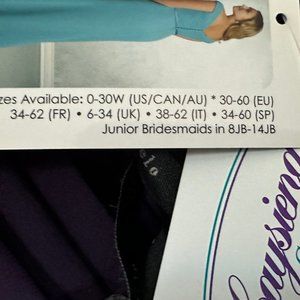 zes Available: 0-30W (US/CAN/AU) * 30-60 (EU)
34-62 (FR) • 6-34 (UK) • 38-62 (IT) • 34-60 (SP)
Junior Bridesmaids in 8JB-14JB